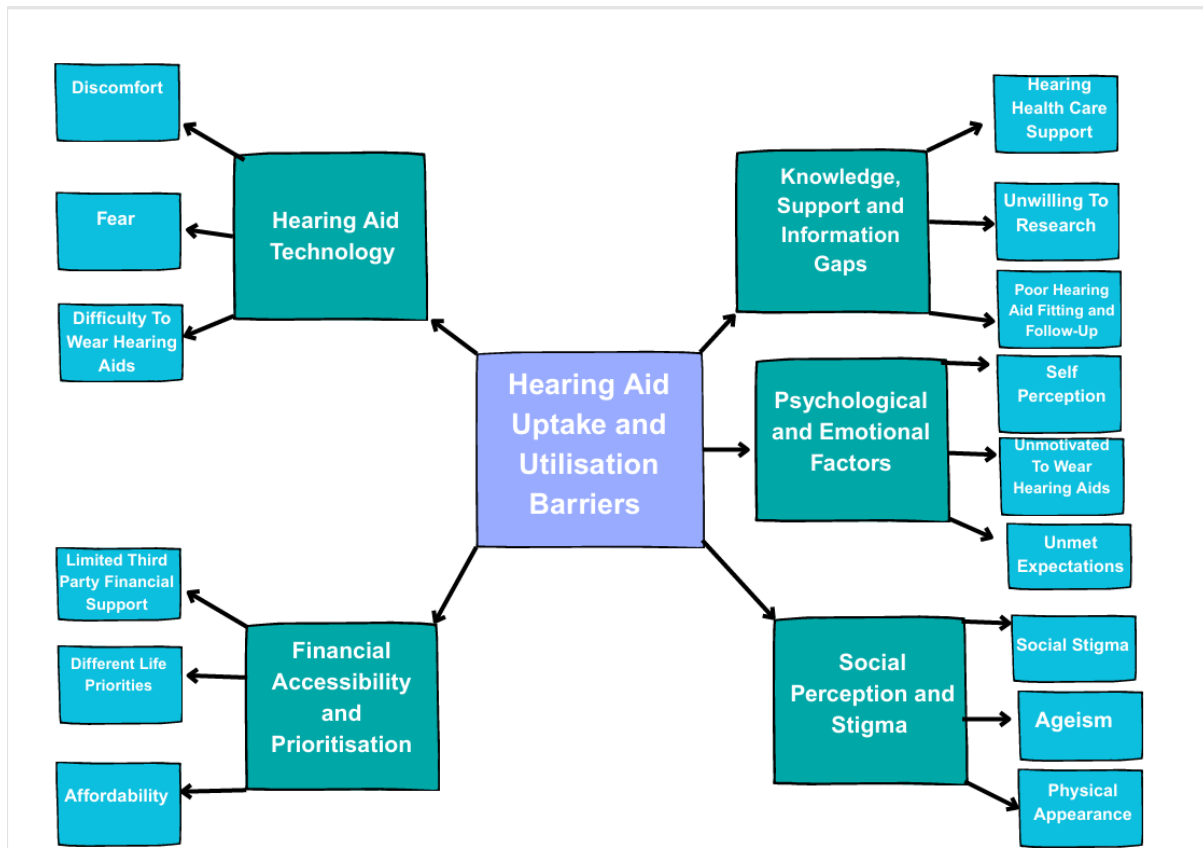 Discomfort
Fear
Difficulty To
Wear Hearing
Aids
Hearing Aid
Technology
Hearing Aid
Uptake and
Utilisation
Barriers
Knowledge,
Support and
Information
Gaps
Hearing
Health Care
Support
Unwilling To
Research
Poor Hearing
Aid Fitting and
Follow-Up
Psychological
and Emotional
Factors
Self
Perception
Unmotivated
To Wear
Hearing Aids
Unmet
Expectations
Limited Third
Party Financial
Support
Different Life
Priorities
Affordability
Financial
Accessibility
and
Prioritisation
Social
Perception and
Stigma
Social Stigma
Ageism
Physical
Appearance